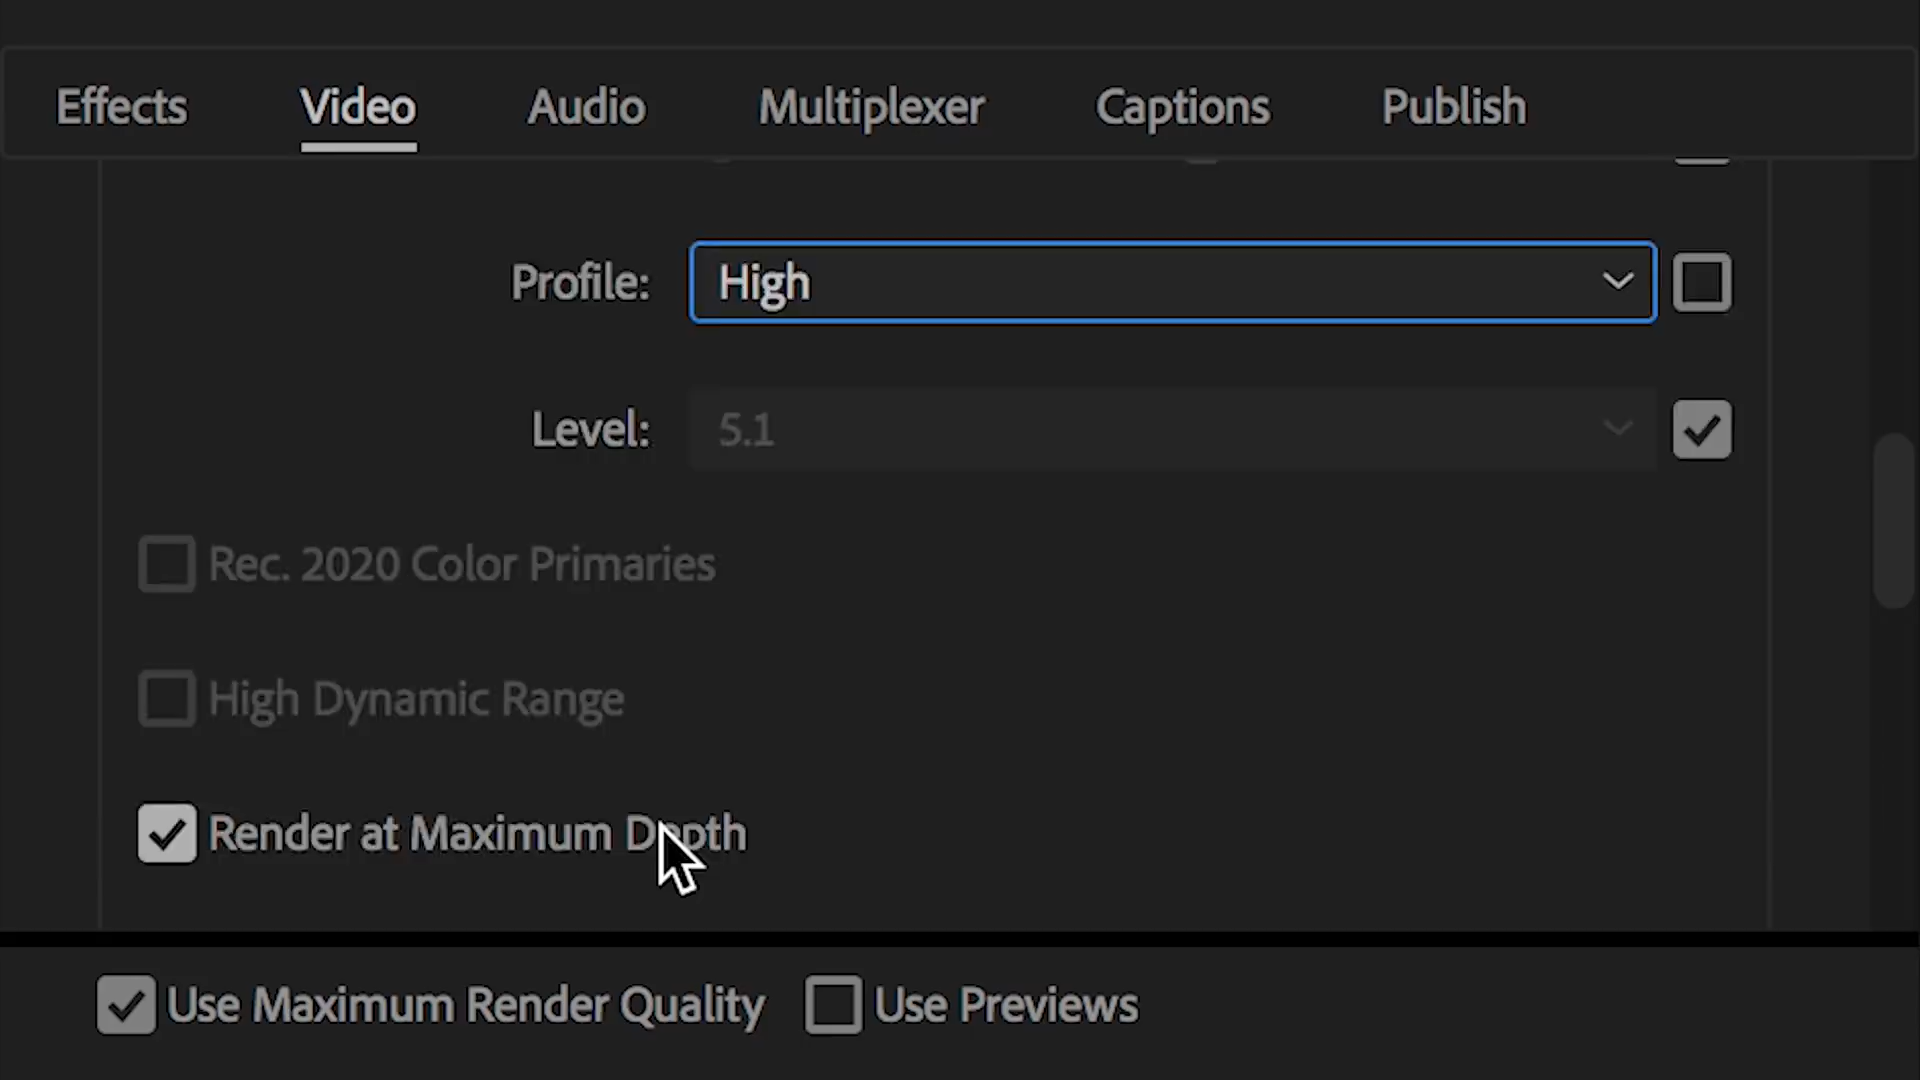 Effects Video Audio Multiplexer Captions Publish
Profile: High
Level: 5.1
Rec. 2020 Color Primaries
High Dynamic Range
Render at Maximum Depth
Use Maximum Render Quality Use Previews